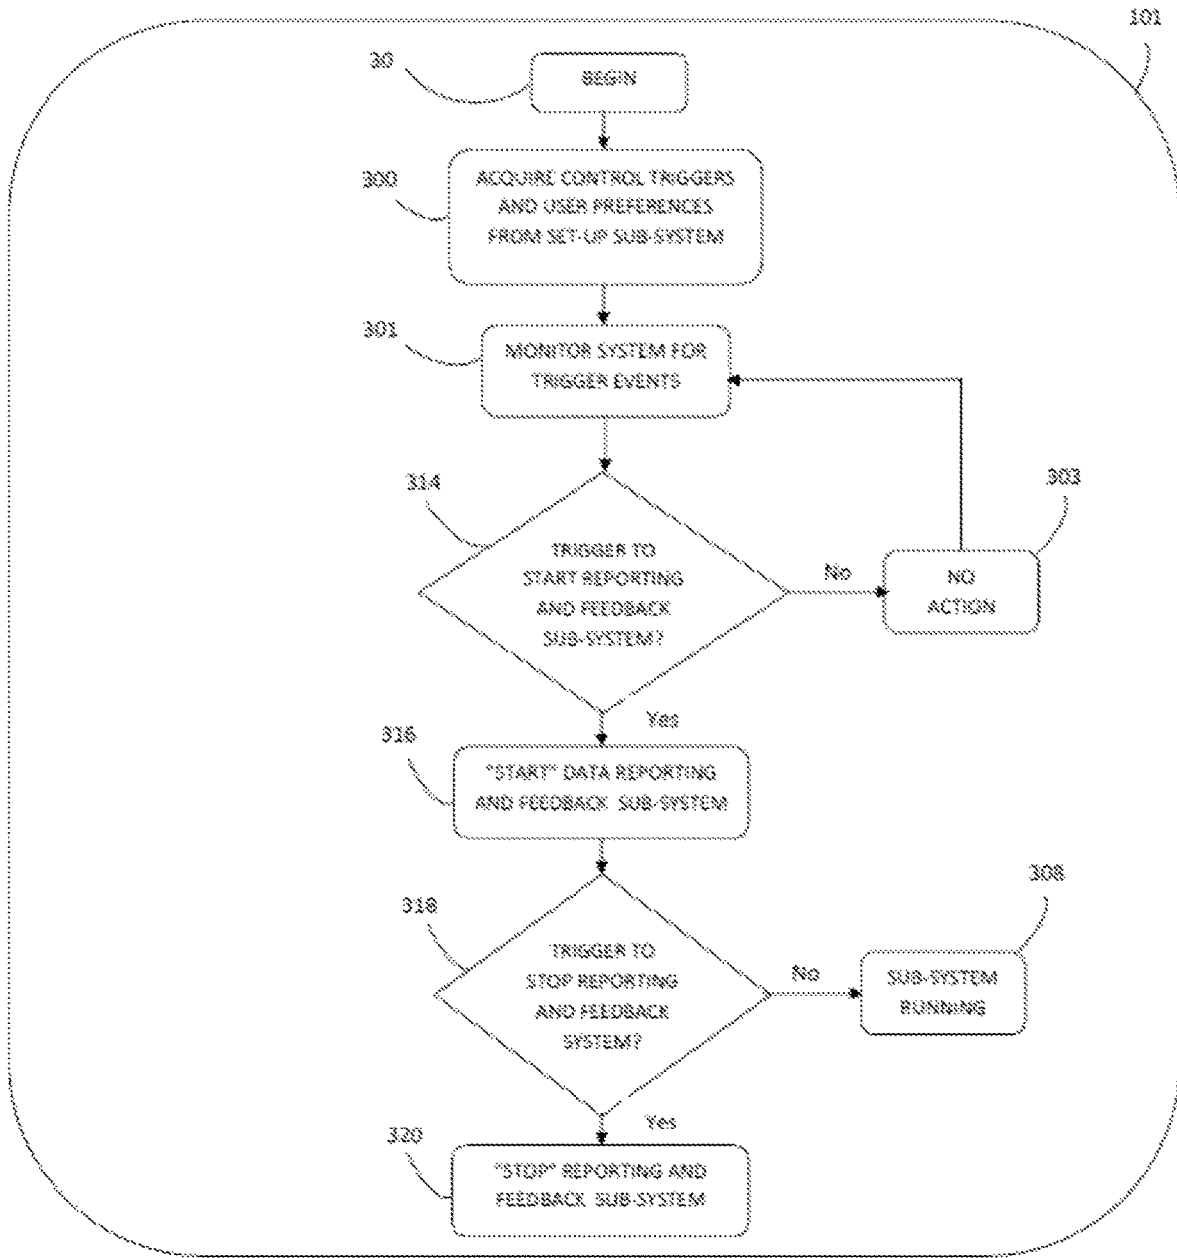 101
30
BEGIN
300
ACQUIRE CONTROL TRIGGERS
AND USER PREFERENCES
FROM SET-UP SUB-SYSTEM
301
MONITOR SYSTEM FOR
TRIGGER EVENTS
314
TRIGGER TO
START REPORTING
AND FEEDBACK
SUB-SYSTEM?
No
303
NO
ACTION
Yes
316
"START" DATA REPORTING
AND FEEDBACK SUB-SYSTEM
318
TRIGGER TO
STOP REPORTING
AND FEEDBACK
SYSTEM?
No
308
SUB-SYSTEM
RUNNING
Yes
320
"STOP" REPORTING AND
FEEDBACK SUB-SYSTEM